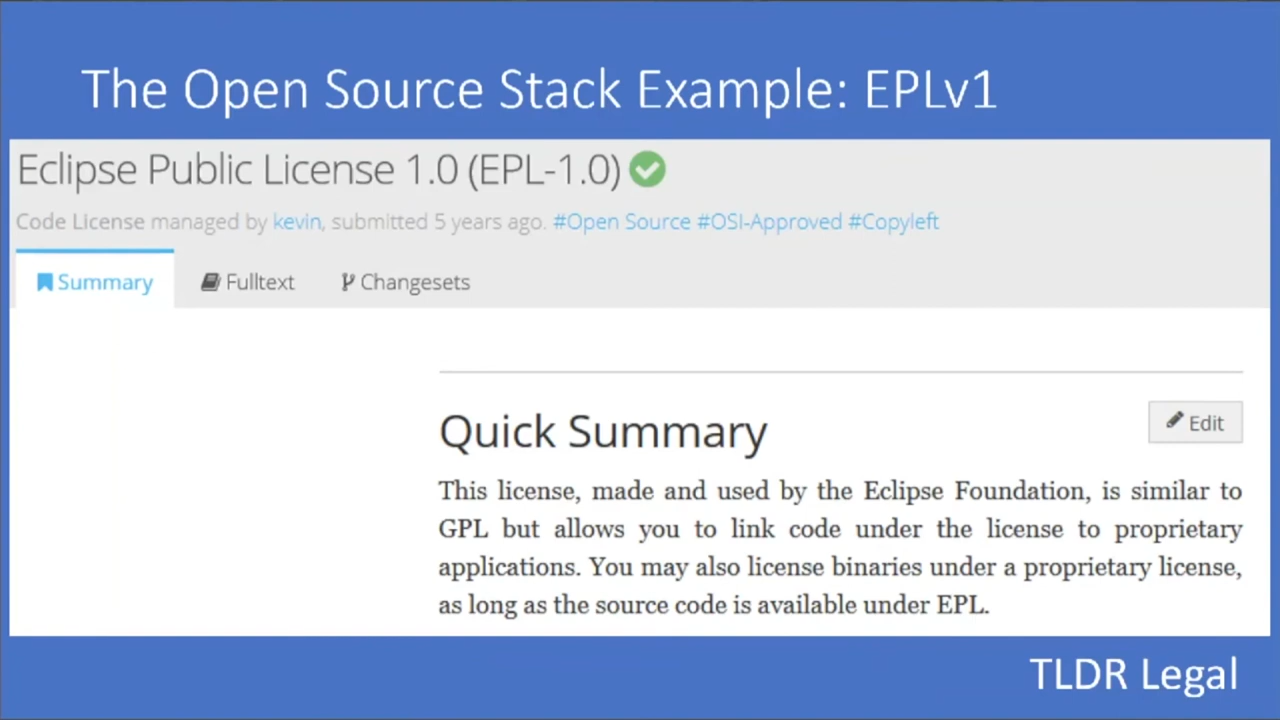 The Open Source Stack Example: EPLv1
Eclipse Public License 1.0 (EPL-1.0)
Code License managed by kevin, submitted 5 years ago. #Open Source #OSI-Approved #Copyleft
Summary Fulltext Changesets
Quick Summary
Edit
This license, made and used by the Eclipse Foundation, is similar to
GPL but allows you to link code under the license to proprietary
applications. You may also license binaries under a proprietary license,
as long as the source code is available under EPL.
TLDR Legal